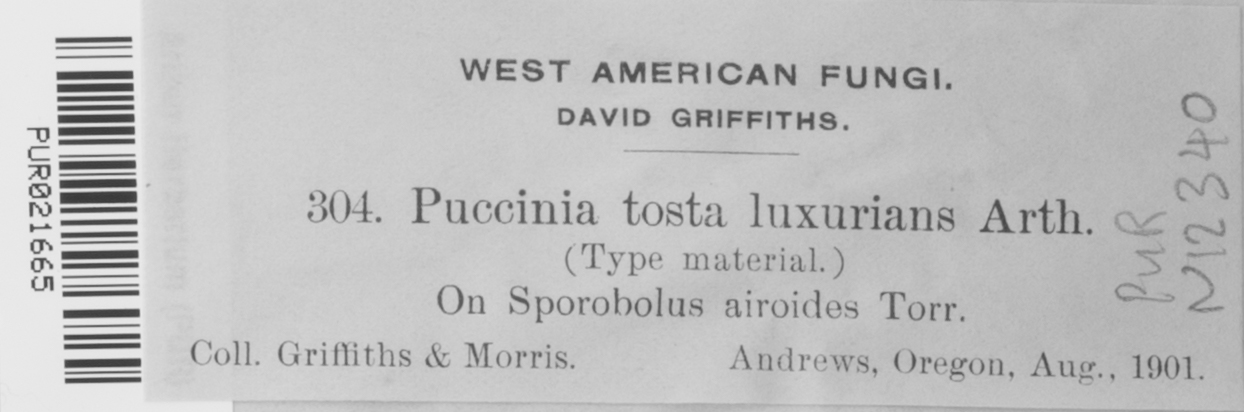 WEST AMERICAN FUNGI.
DAVID GRIFFITHS.
304. Puccinia tosta luxurians Arth.
(Type material.)
On Sporobolus airoides Torr.
Coll. Griffiths & Morris. Andrews, Oregon, Aug., 1901.
PUR
N12340
PUR021665